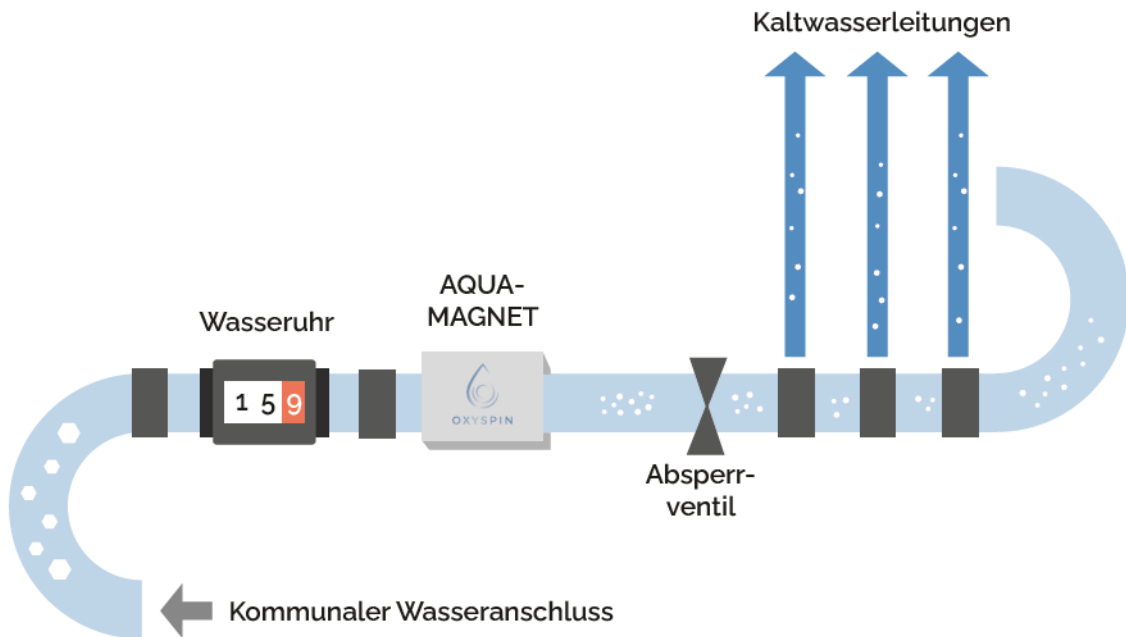 Kaltwasserleitungen
AQUA-
MAGNET
Wasseruhr
1 5 9
OXYSPIN
Absperr-
ventil
Kommunaler Wasseranschluss